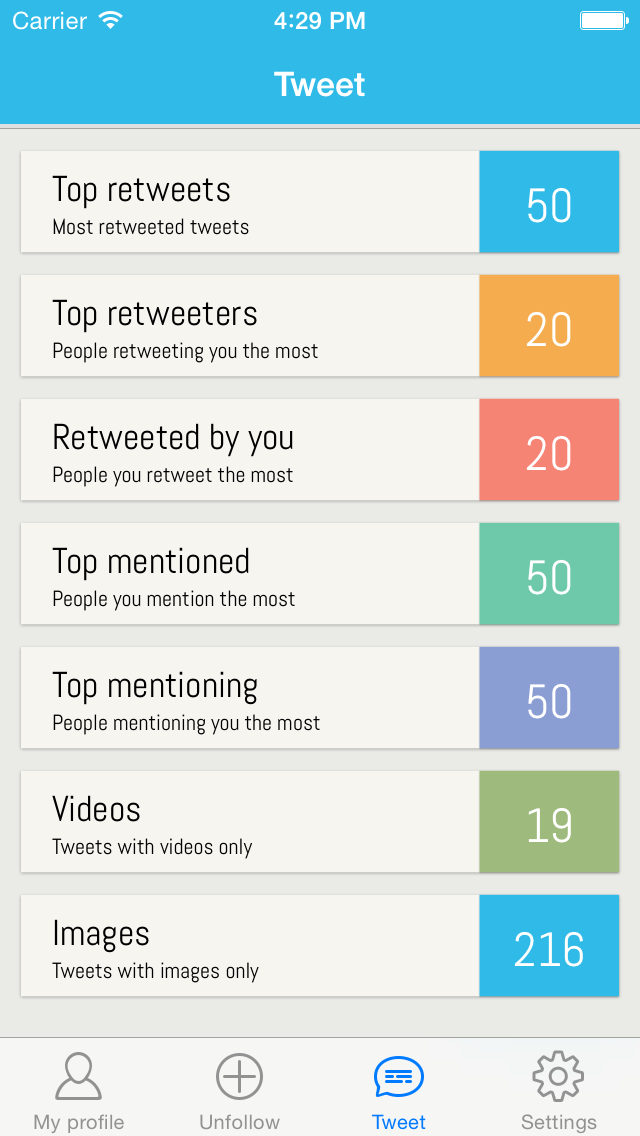 Carrier 4:29 PM
Tweet
Top retweets
Most retweeted tweets
50
Top retweeters
People retweeting you the most
20
Retweeted by you
People you retweet the most
20
Top mentioned
People you mention the most
50
Top mentioning
People mentioning you the most
50
Videos
Tweets with videos only
19
Images
Tweets with images only
216
My profile Unfollow Tweet Settings